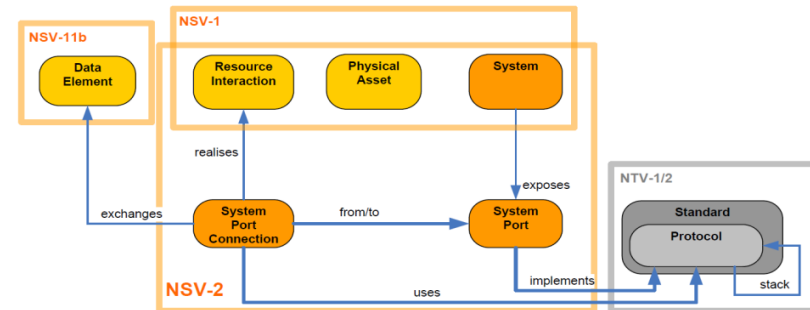 NSV-1
NSV-11b
Data
Element
Resource
Interaction
Physical
Asset
System
realises
exposes
NTV-1/2
exchanges
System
Port
Connection
from/to
System
Port
Standard
Protocol
NSV-2
uses
implements
stack